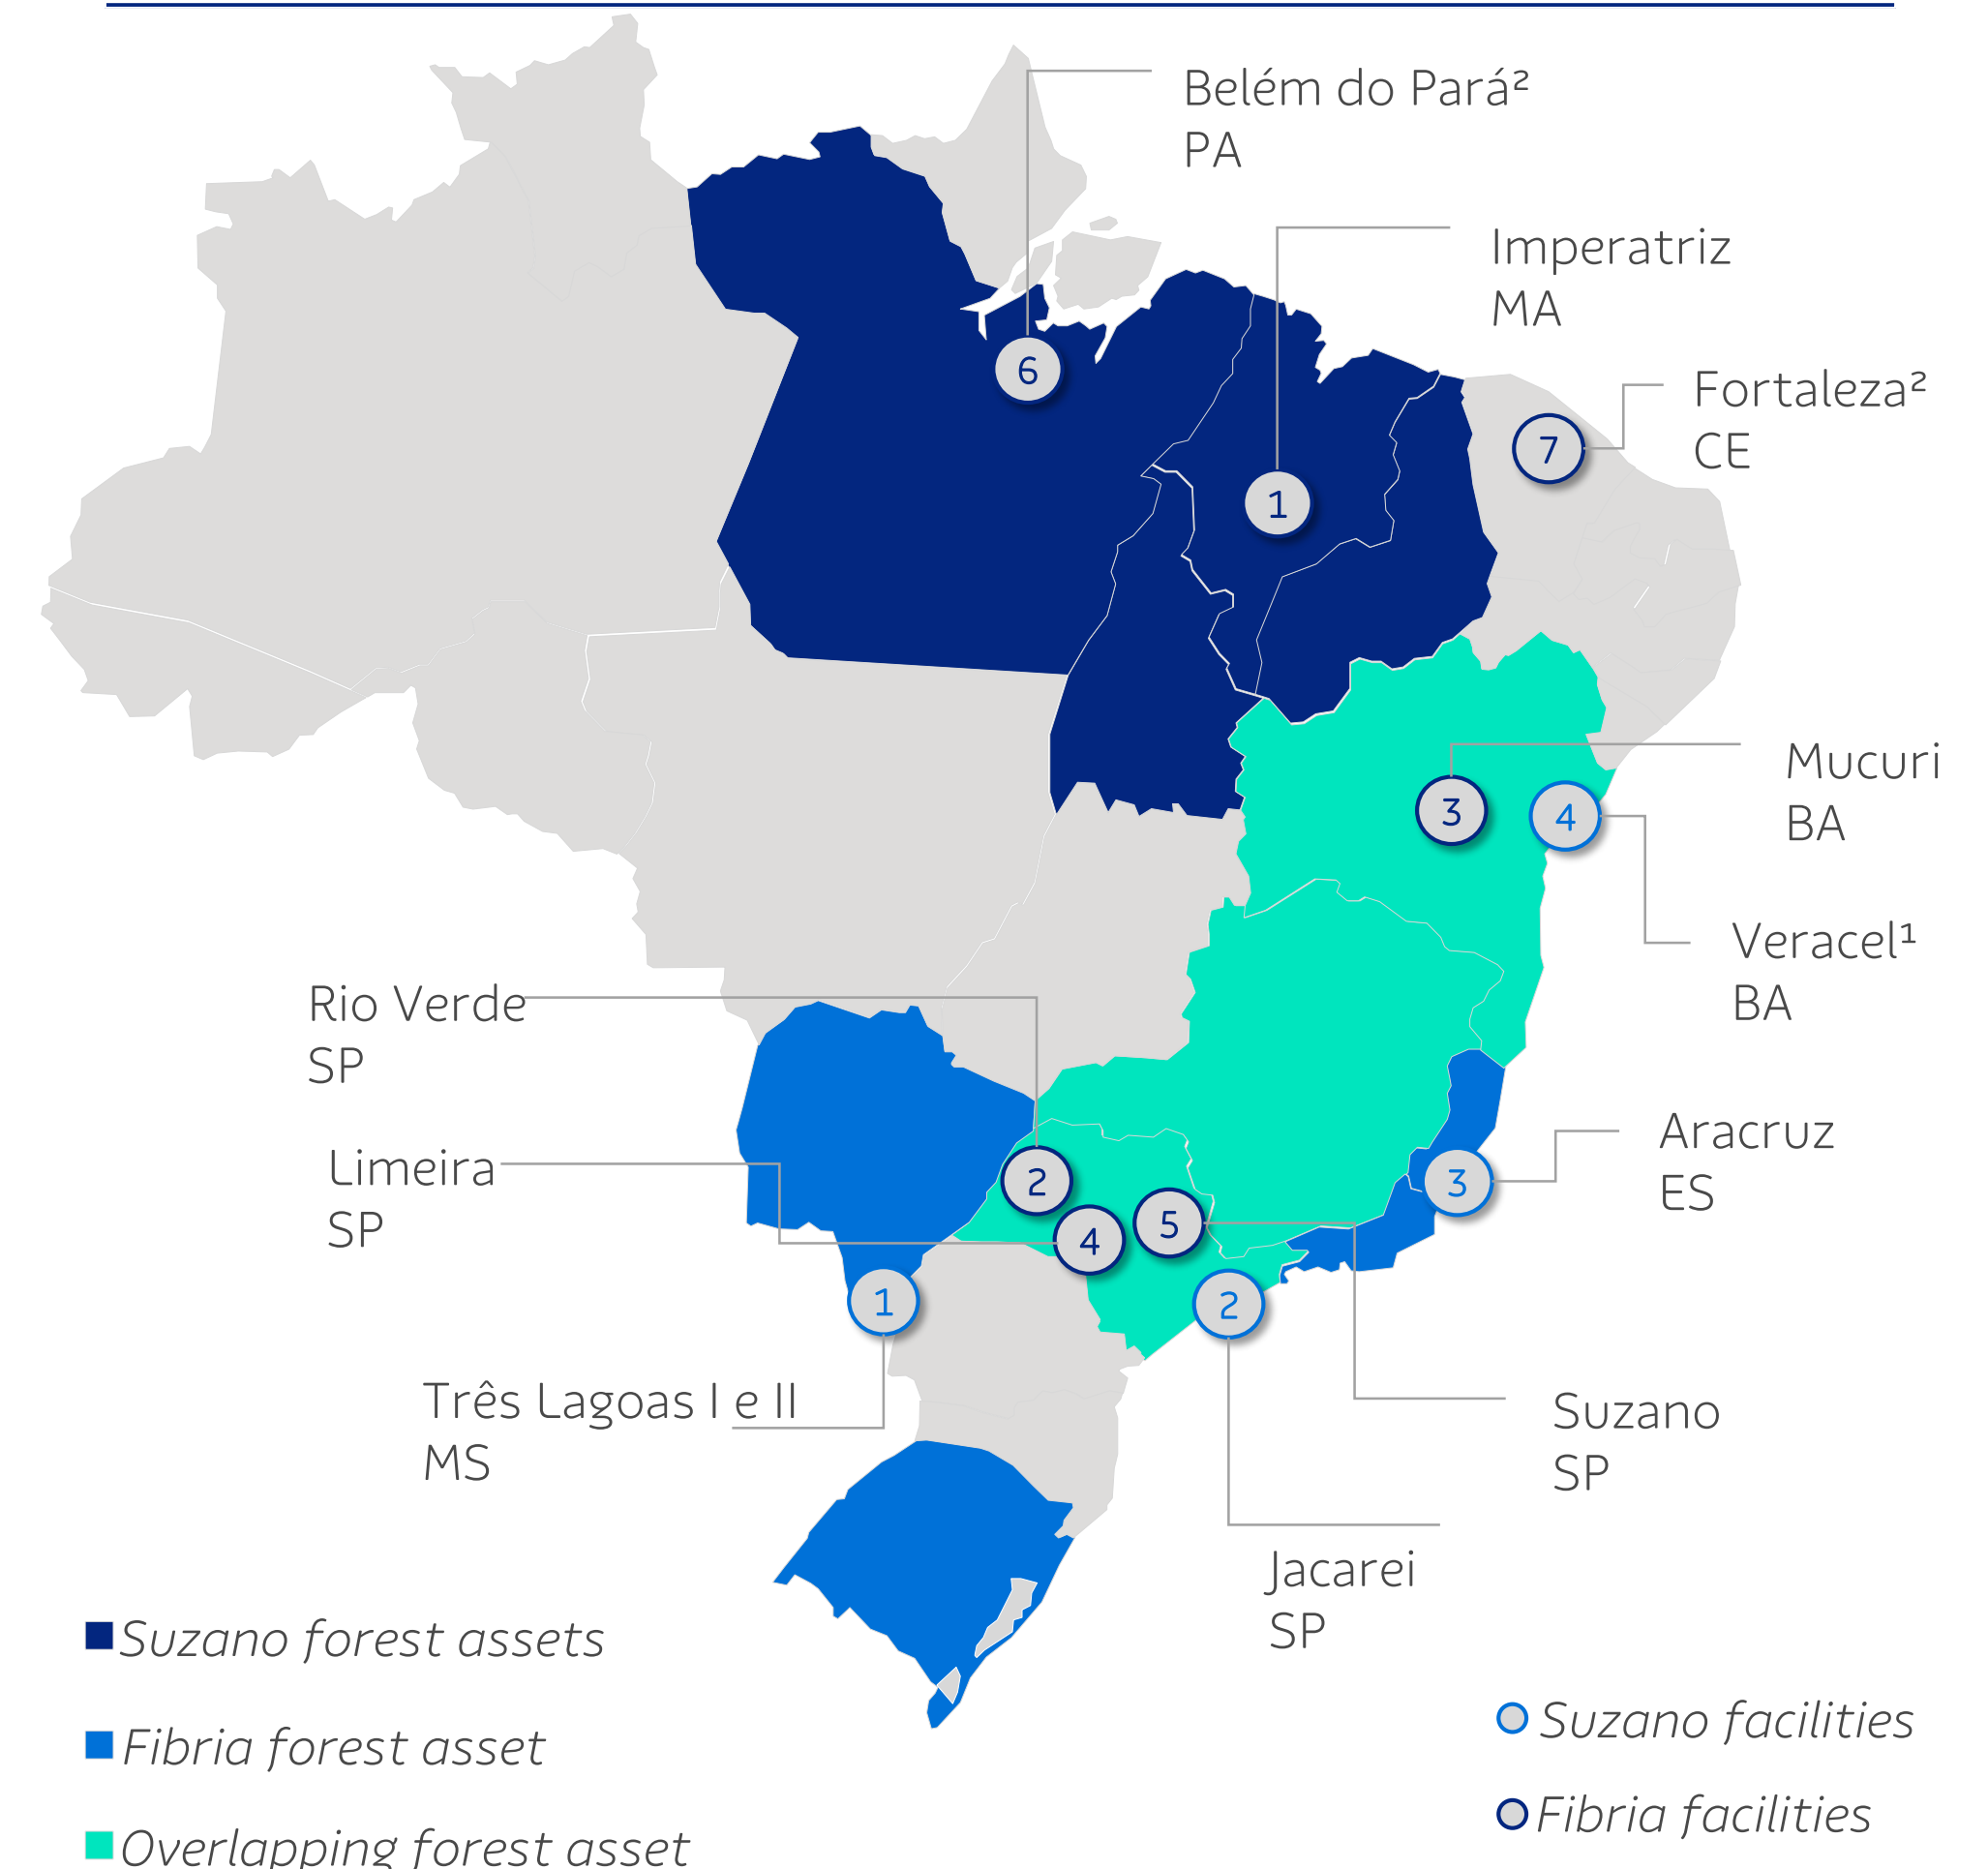 Belém do Pará²
PA
6
Imperatriz
MA
1
Fortaleza²
CE
7
Mucuri
BA
3
4
Veracel¹
BA
Rio Verde
SP
2
Limeira
SP
4
5
Aracruz
ES
3
1
2
Três Lagoas I e II
MS
Suzano
SP
Jacarei
SP
Suzano forest assets
Fibria forest asset
Overlapping forest asset
Suzano facilities
Fibria facilities